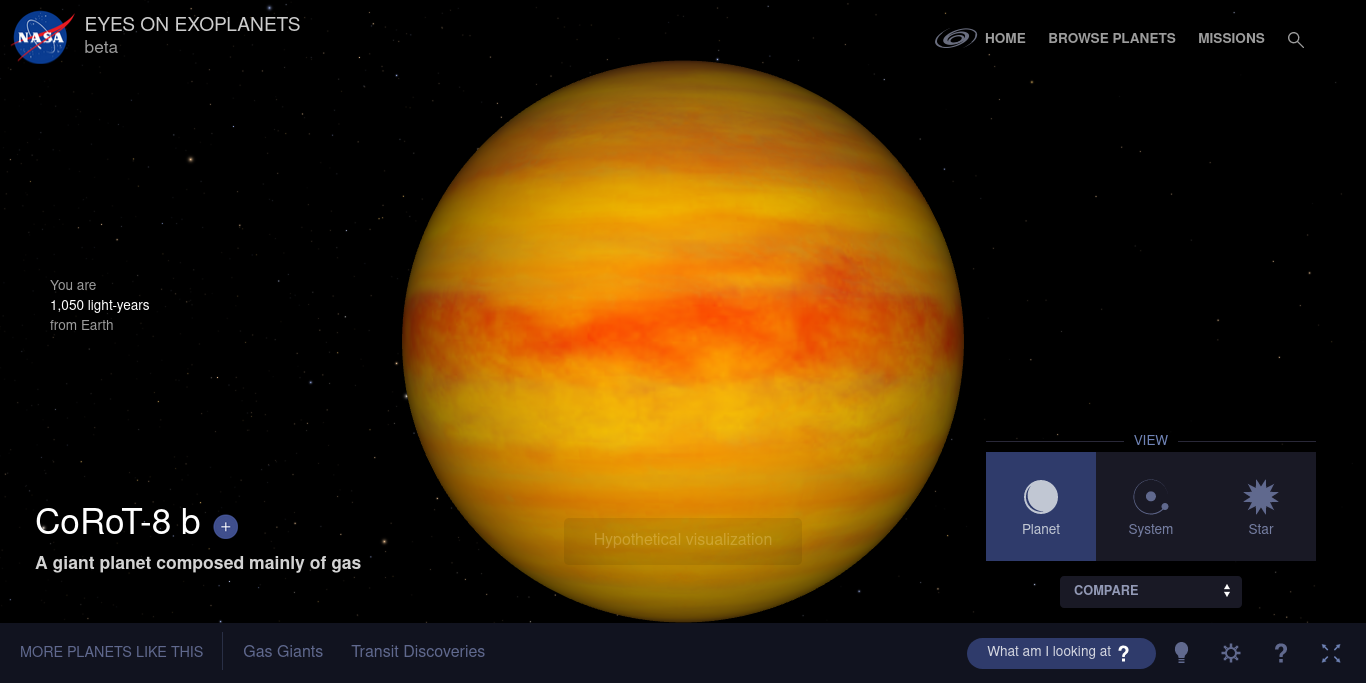 NASA
EYES ON EXOPLANETS
beta
HOME
BROWSE PLANETS
MISSIONS
You are
1,050 light-years
from Earth
VIEW
Planet
System
Star
COMPARE
CoRoT-8 b +
A giant planet composed mainly of gas
Hypothetical visualization
MORE PLANETS LIKE THIS
Gas Giants
Transit Discoveries
What am I looking at ?
?